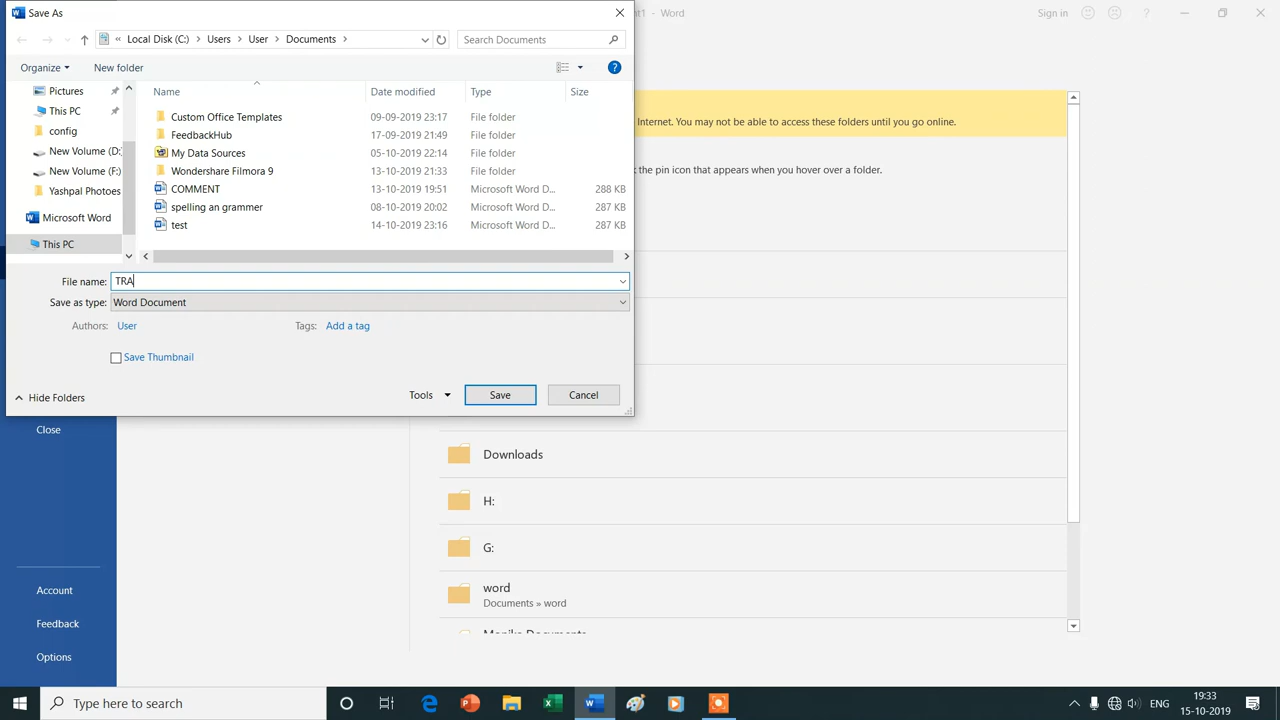 Save As
nt1 - Word
Sign in
?
« Local Disk (C:) > Users > User > Documents >
Search Documents
Organize
New folder
?
Internet. You may not be able to access these folders until you go online.
the pin icon that appears when you hover over a folder.
Pictures
This PC
config
New Volume (D:
New Volume (F:)
Yashpal Photoes
Microsoft Word
This PC
Name Date modified Type Size
Custom Office Templates 09-09-2019 23:17 File folder
FeedbackHub 17-09-2019 21:49 File folder
My Data Sources 05-10-2019 22:14 File folder
Wondershare Filmora 9 13-10-2019 21:33 File folder
COMMENT 13-10-2019 19:51 Microsoft Word D... 288 KB
spelling an grammer 08-10-2019 20:02 Microsoft Word D... 287 KB
test 14-10-2019 23:16 Microsoft Word D... 287 KB
File name: TRA
Save as type: Word Document
Authors: User
Tags: Add a tag
Save Thumbnail
Hide Folders
Tools
Save
Cancel
Close
Account
Feedback
Options
Downloads
H:
G:
word
Documents » word
Type here to search
ENG
19:33
15-10-2019